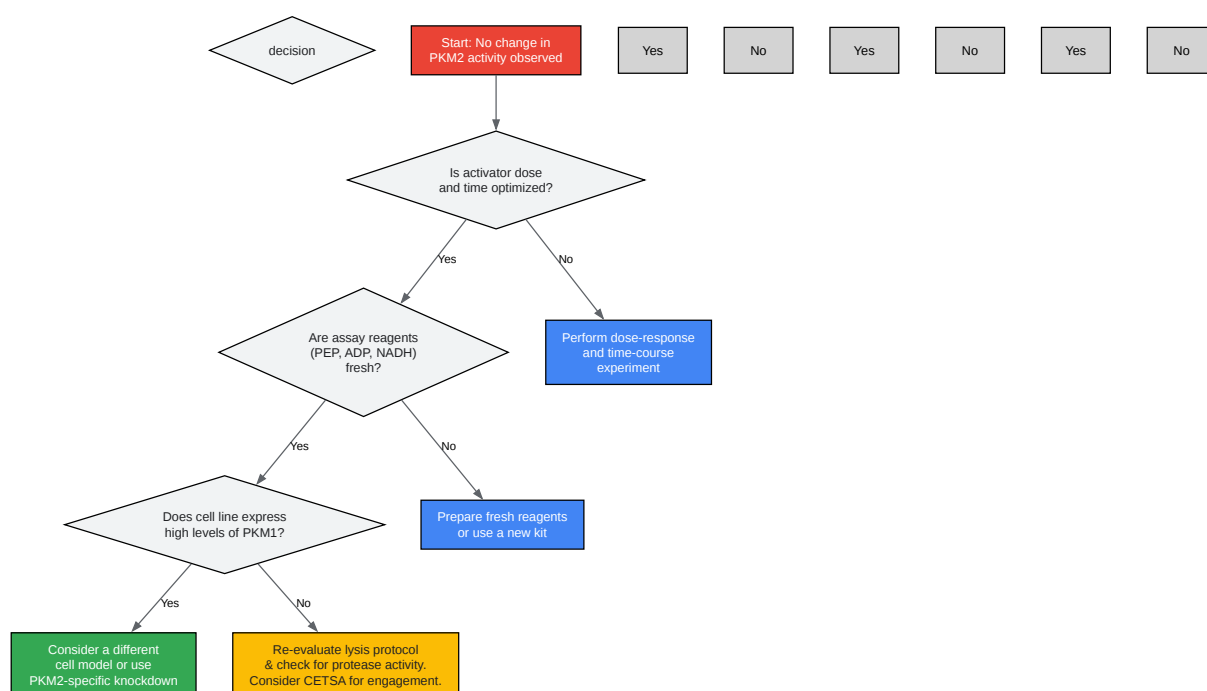 decision
Start: No change in
PKM2 activity observed
Yes
No
Yes
No
Yes
No
Is activator dose
and time optimized?
Yes
No
Are assay reagents
(PEP, ADP, NADH)
fresh?
Perform dose-response
and time-course
experiment
Yes
No
Does cell line express
high levels of PKM1?
Prepare fresh reagents
or use a new kit
Yes
No
Consider a different
cell model or use
PKM2-specific knockdown
Re-evaluate lysis protocol
& check for protease activity.
Consider CETSA for engagement.